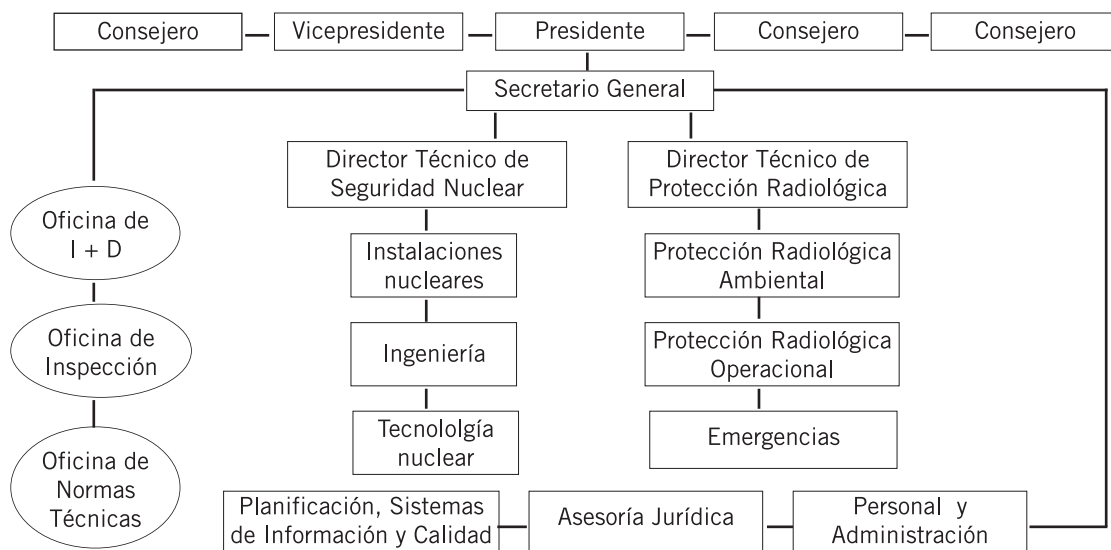 Consejero
Vicepresidente
Presidente
Consejero
Consejero
Secretario General
Director Técnico de
Seguridad Nuclear
Director Técnico de
Protección Radiológica
Oficina de
I + D
Instalaciones
nucleares
Protección Radiológica
Ambiental
Oficina de
Inspección
Ingeniería
Protección Radiológica
Operacional
Oficina de
Normas
Técnicas
Tecnololgía
nuclear
Emergencias
Planificación, Sistemas
de Información y Calidad
Asesoría Jurídica
Personal y
Administración